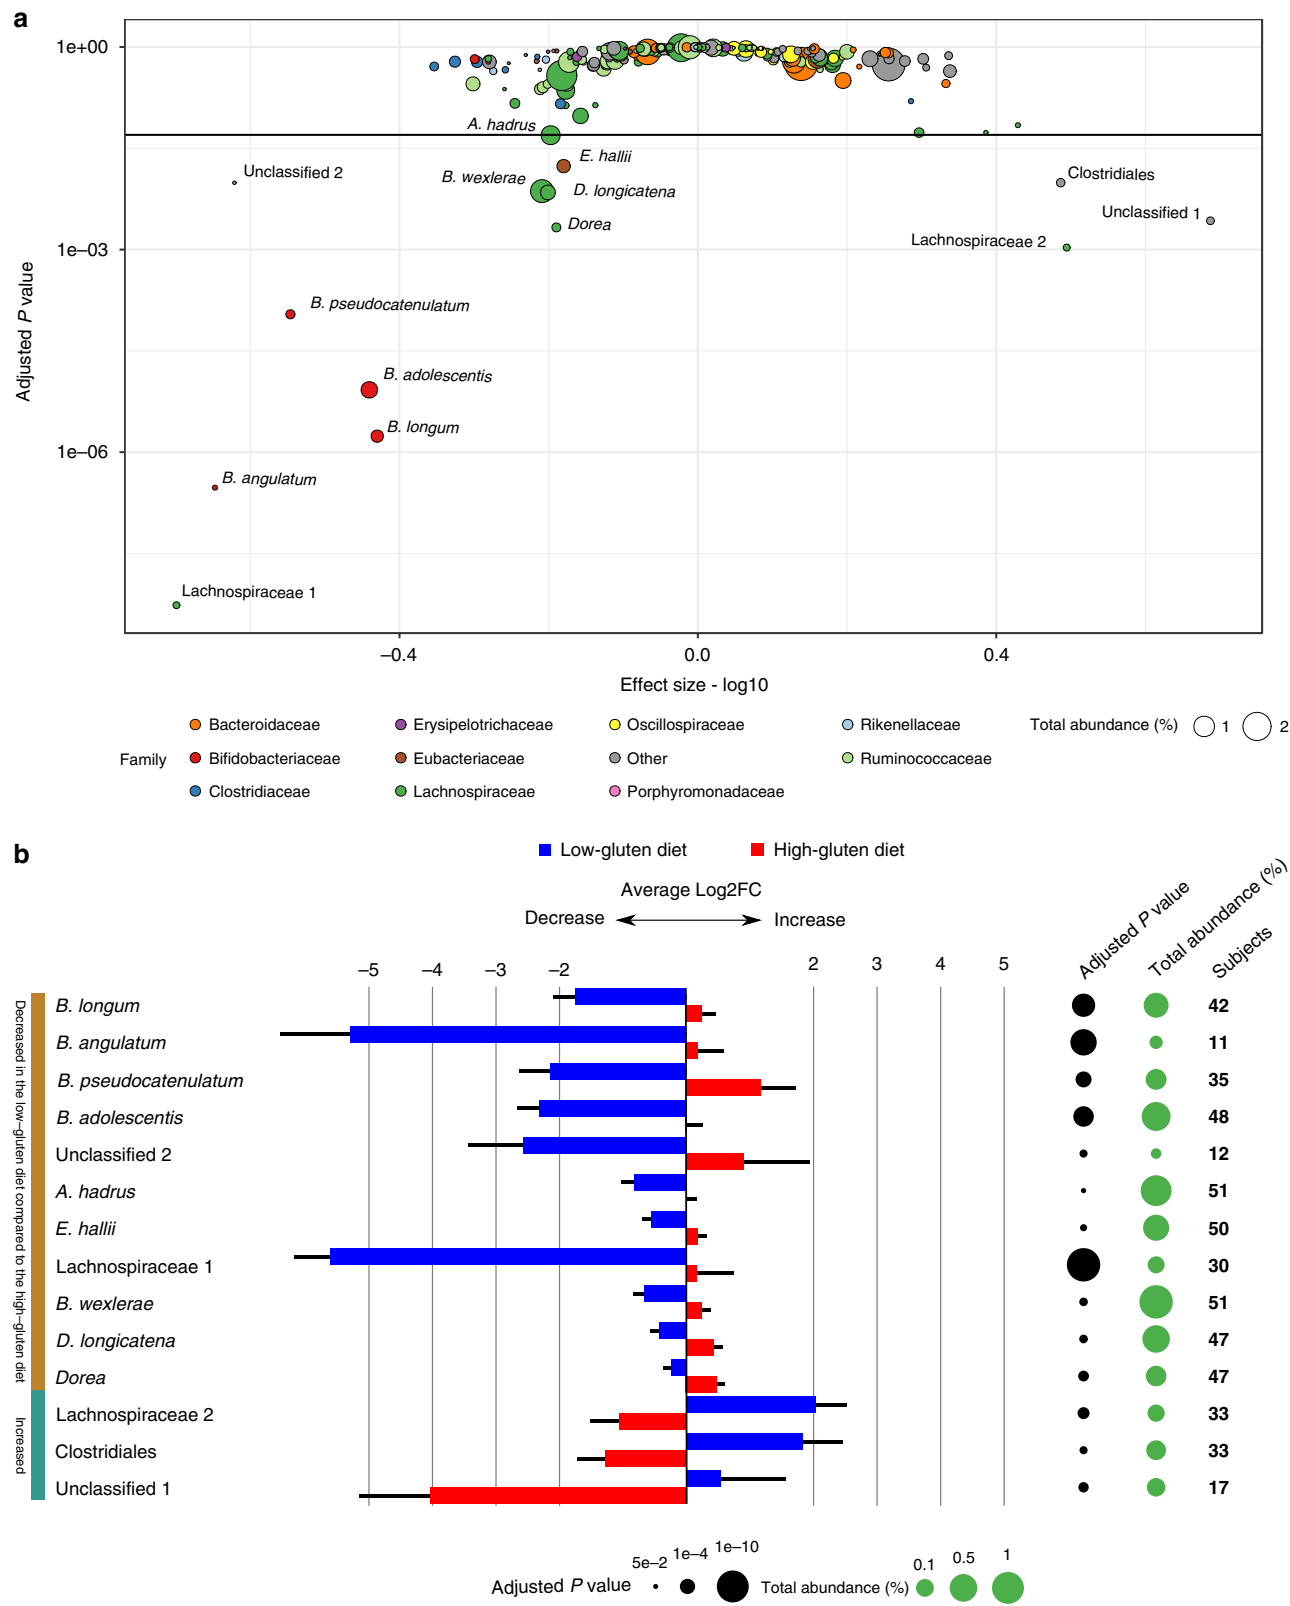 a
1e+00
A. hadrus
E. hallii
Unclassified 2
B. wexlerae
D. longicatena
Clostridiales
Dorea
Unclassified 1
Lachnospiraceae 2
1e–03
B. pseudocatenulatum
B. adolescentis
B. longum
1e–06
B. angulatum
Lachnospiraceae 1
Adjusted P value
–0.4 0.0 0.4
Effect size - log10
Family
Bacteroidaceae Erysipelotrichaceae Oscillospiraceae Rikenellaceae Total abundance (%) 1 2
Bifidobacteriaceae Eubacteriaceae Other Ruminococcaceae
Clostridiaceae Lachnospiraceae Porphyromonadaceae
b
Low-gluten diet High-gluten diet
Average Log2FC
Decrease Increase
Adjusted P value
Total abundance (%)
Subjects
–5 –4 –3 –2 2 3 4 5
Decreased in the low–gluten diet compared to the high–gluten diet
B. longum 42
B. angulatum 11
B. pseudocatenulatum 35
B. adolescentis 48
Unclassified 2 12
A. hadrus 51
E. hallii 50
Lachnospiraceae 1 30
B. wexlerae 51
D. longicatena 47
Dorea 47
Increased
Lachnospiraceae 2 33
Clostridiales 33
Unclassified 1 17
5e–2 1e–4 1e–10
Adjusted P value
0.1 0.5 1
Total abundance (%)